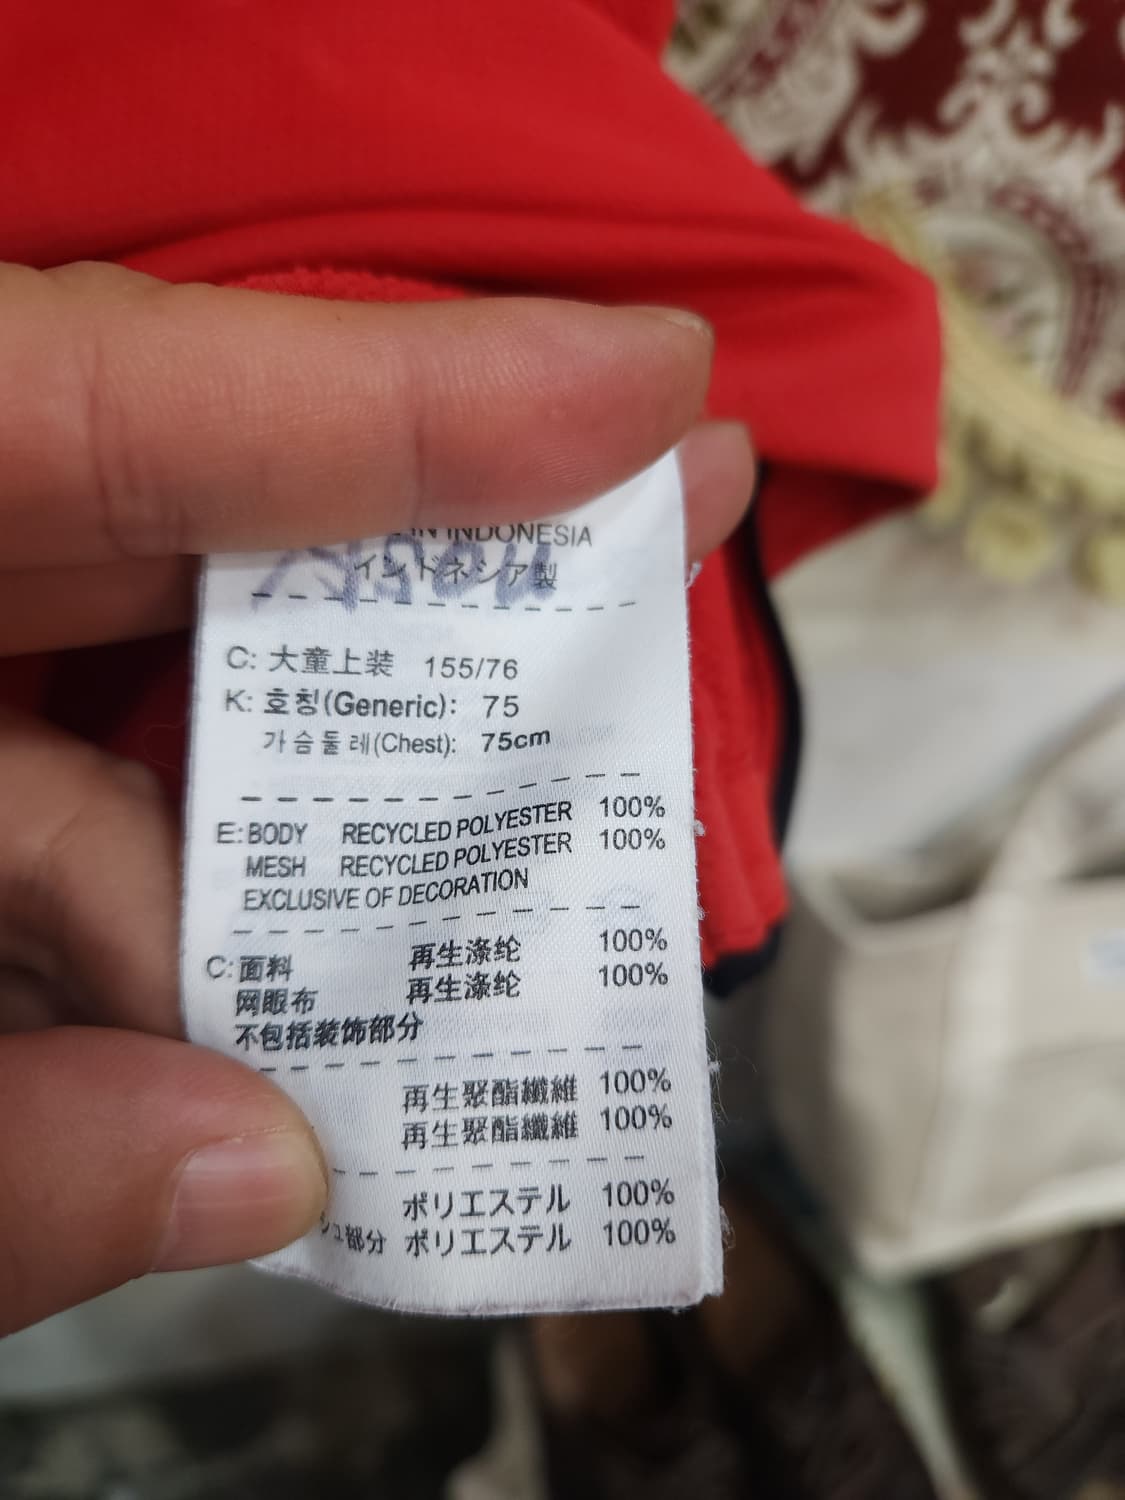 IN INDONESIA
インドネシア製
C: 大童上装 155/76
K: 호칭(Generic): 75
가슴둘레(Chest): 75cm
E: BODY RECYCLED POLYESTER 100%
MESH RECYCLED POLYESTER 100%
EXCLUSIVE OF DECORATION
C: 面料 再生涤纶 100%
网眼布 再生涤纶 100%
不包括装饰部分
再生聚酯纖維 100%
再生聚酯纖維 100%
ポリエステル 100%
シュ部分 ポリエステル 100%